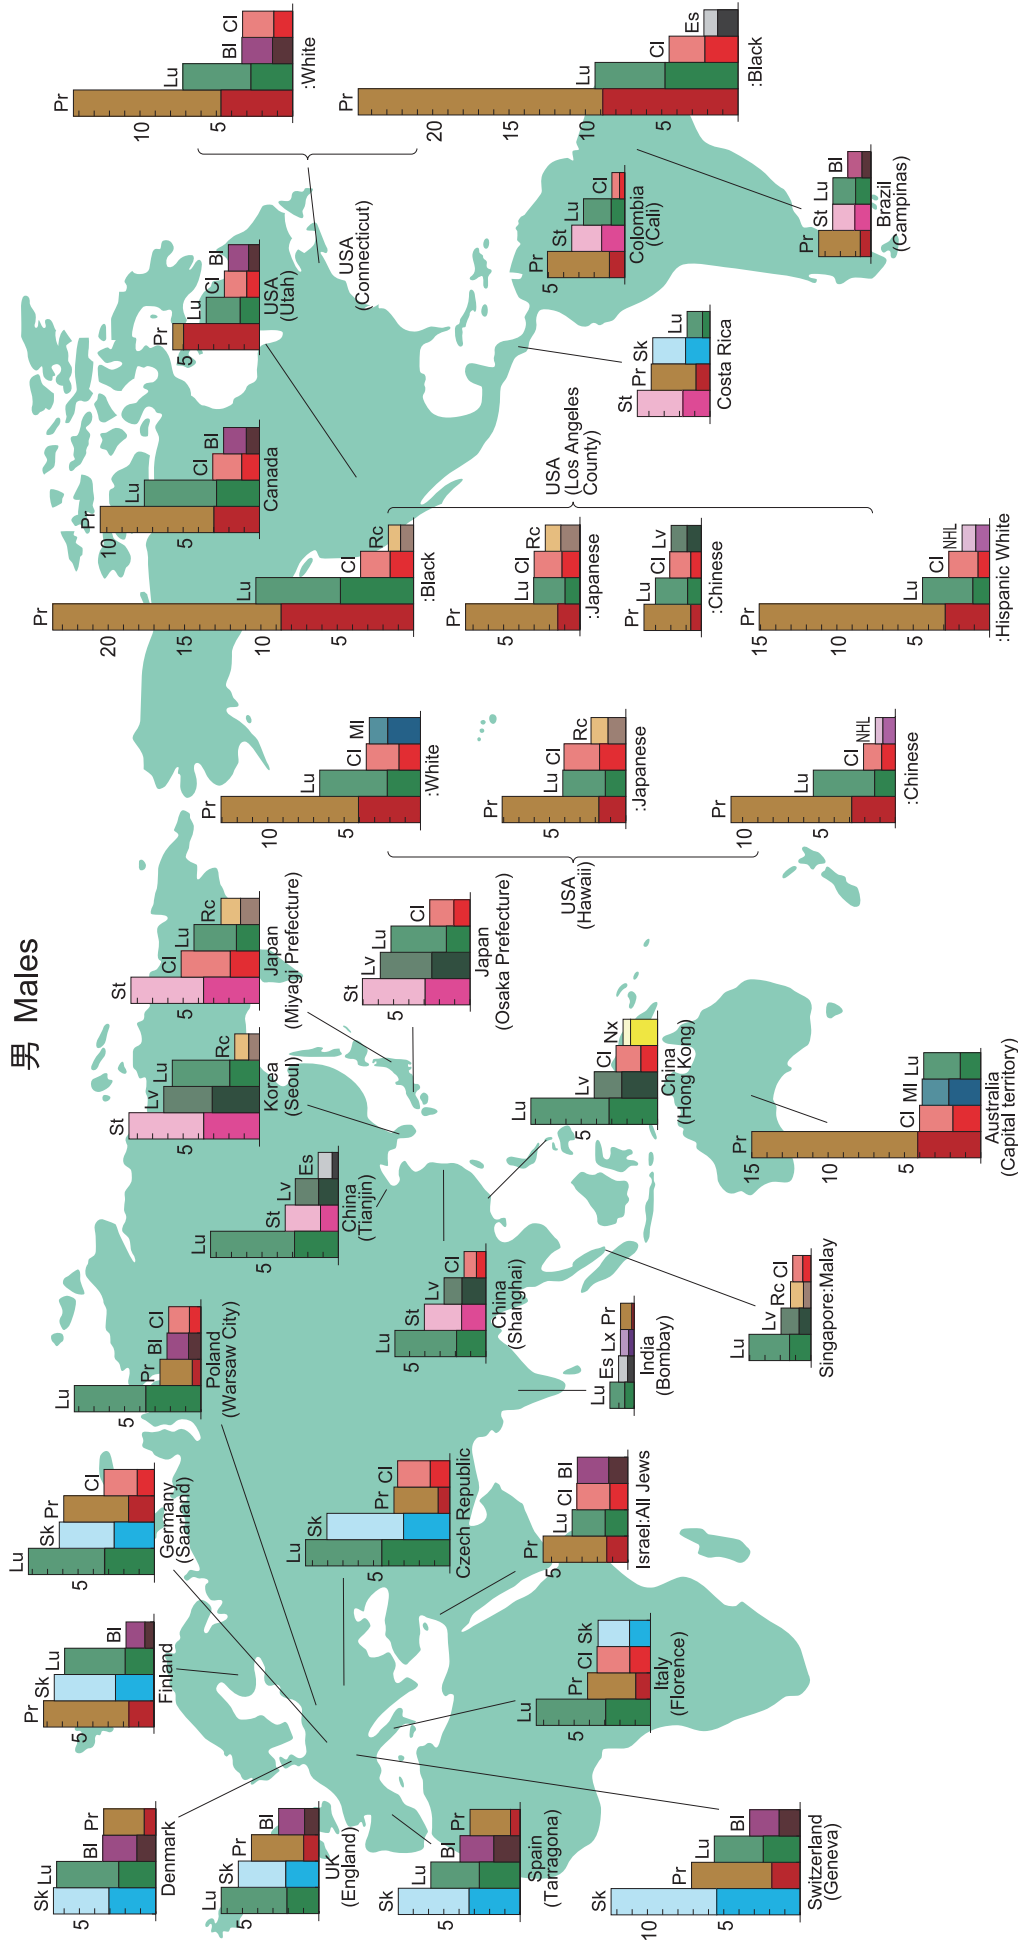 男 Males
Sk Lu Bl Pr
5
Denmark
Pr Sk Lu Bl
5
Finland
Lu Sk Pr Cl
5
Germany
(Saarland)
Lu Pr Bl Cl
5
Poland
(Warsaw City)
Lu St Lv Es
5
China
(Tianjin)
St Lv Lu Rc
5
Korea
(Seoul)
St Cl Lu Rc
5
Japan
(Miyagi Prefecture)
Pr Lu Cl Ml
10
5
:White
Pr Lu Cl Rc
20
15
10
5
:Black
Pr Lu Cl Bl
10
5
Canada
Pr Lu Cl Bl
5
USA
(Utah)
Pr Lu Bl Cl
10
5
:White
Lu Sk Pr Bl
5
UK
(England)
Lu Sk Pr Cl
5
Czech Republic
Lu St Lv Cl
5
China
(Shanghai)
St Lv Lu Cl
5
Japan
(Osaka Prefecture)
Pr Lu Cl Rc
5
:Japanese
USA
(Hawaii)
Pr Lu Cl Rc
5
:Japanese
USA
(Los Angeles
County)
USA
(Connecticut)
Sk Lu Bl Pr
5
Spain
(Tarragona)
Lu Pr Cl Sk
5
Italy
(Florence)
Pr Lu Cl Bl
5
Israel:All Jews
Lu Es Lx Pr
India
(Bombay)
Lu Lv Cl Nx
5
China
(Hong Kong)
Pr Lu Cl Lv
:Chinese
St Pr Sk Lu
Costa Rica
Pr St Lu Cl
5
Colombia
(Cali)
Pr Lu Cl Es
20
15
10
5
:Black
Sk Pr Lu Bl
10
5
Switzerland
(Geneva)
Lu Lv Rc Cl
Singapore:Malay
Pr Cl Ml Lu
15
10
5
Australia
(Capital territory)
Pr Lu Cl NHL
10
5
:Chinese
Pr Lu Cl NHL
15
10
5
:Hispanic White
Pr St Lu Bl
Brazil
(Campinas)